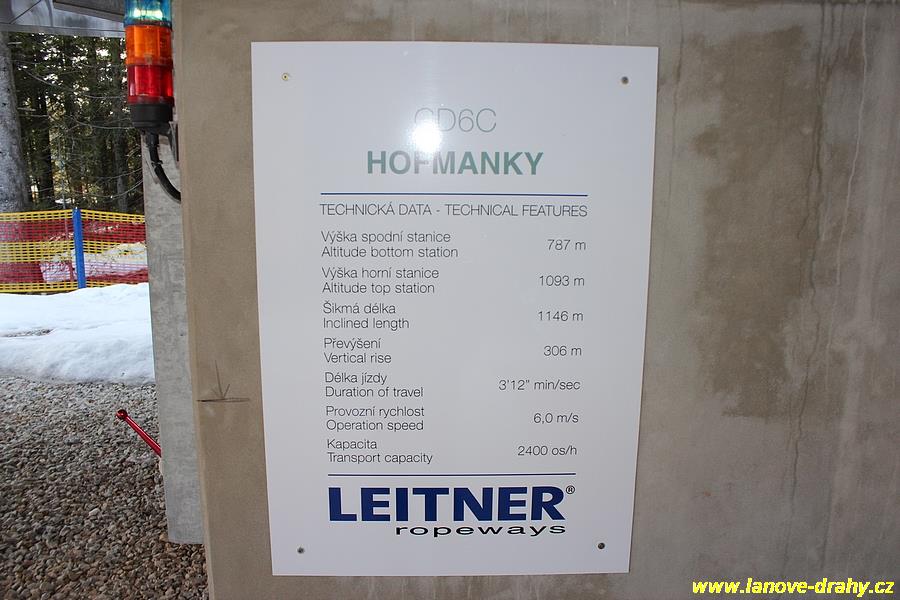 CD6C
HOFMANKY
TECHNICKÁ DATA - TECHNICAL FEATURES
Výška spodní stanice
Altitude bottom station 787 m
Výška horní stanice
Altitude top station 1093 m
Šikmá délka
Inclined length 1146 m
Převýšení
Vertical rise 306 m
Délka jízdy
Duration of travel 3'12" min/sec
Provozní rychlost
Operation speed 6,0 m/s
Kapacita
Transport capacity 2400 os/h
LEITNER®
ropeways
www.lanove-drahy.cz